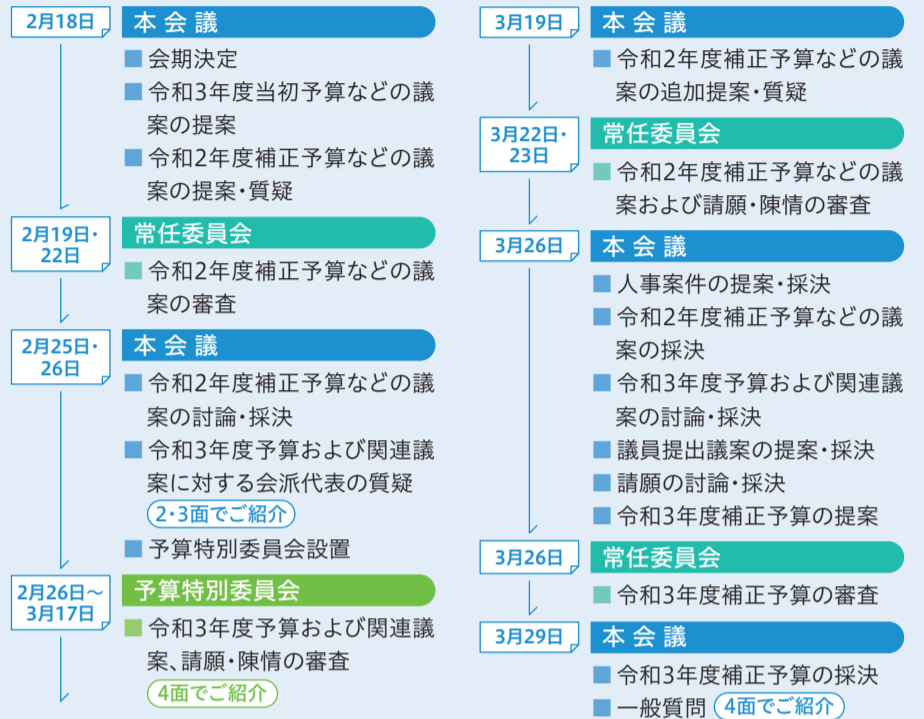 2月18日
本会議
■会期決定
■令和3年度当初予算などの議
案の提案
■令和2年度補正予算などの議
案の提案・質疑
2月19日・
22日
常任委員会
■令和2年度補正予算などの議
案の審査
2月25日・
26日
本会議
■令和2年度補正予算などの議
案の討論・採決
■令和3年度予算および関連議
案に対する会派代表の質疑
2・3面でご紹介
■予算特別委員会設置
2月26日～
3月17日
予算特別委員会
■令和3年度予算および関連議
案、請願・陳情の審査
4面でご紹介
3月19日
本会議
■令和2年度補正予算などの議
案の追加提案・質疑
3月22日・
23日
常任委員会
■令和2年度補正予算などの議
案および請願・陳情の審査
3月26日
本会議
■人事案件の提案・採決
■令和2年度補正予算などの議
案の採決
■令和3年度予算および関連議
案の討論・採決
■議員提出議案の提案・採決
■請願の討論・採決
■令和3年度補正予算の提案
3月26日
常任委員会
■令和3年度補正予算の審査
3月29日
本会議
■令和3年度補正予算の採決
■一般質問 4面でご紹介